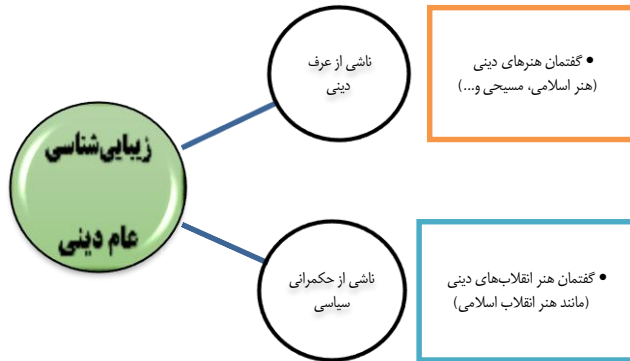 زیبایی‌شناسی
عام دینی
ناشی از عرف
دینی
• گفتمان هنرهای دینی
(هنر اسلامی، مسیحی و...)
ناشی از حکمرانی
سیاسی
• گفتمان هنر انقلاب‌های دینی
(مانند هنر انقلاب اسلامی)